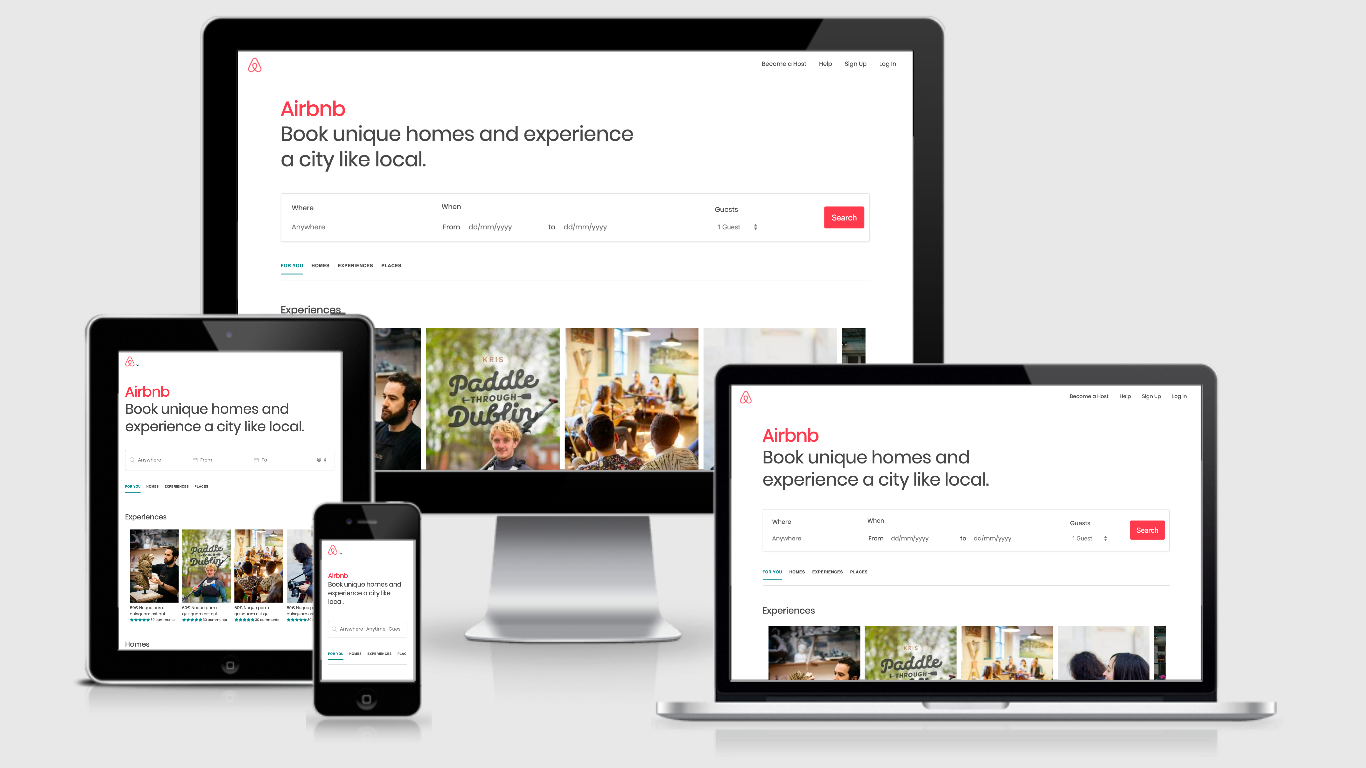 Become a Host Help Sign Up Log In
Airbnb
Book unique homes and experience
a city like local.
Where When Guests
Anywhere From dd/mm/yyyy to dd/mm/yyyy 1 Guest Search
FOR YOU HOMES EXPERIENCES PLACES
Experiences
KRIS
Paddle
THROUGH
Dublin
Airbnb
Book unique homes and
experience a city like local.
Anywhere From To
FOR YOU HOMES EXPERIENCES PLACES
Experiences
Paddle
THROUGH
Dublin
Homes
Airbnb
Book unique homes and
experience a city like
loca..
Anywhere Anytime Gues
FOR YOU HOMES EXPERIENCES PLAC
Become a Host Help Sign Up Log In
Airbnb
Book unique homes and
experience a city like local.
Where When Guests
Anywhere From dd/mm/yyyy to dd/mm/yyyy 1 Guest Search
FOR YOU HOMES EXPERIENCES PLACES
Experiences
KRIS
Paddle
THROUGH